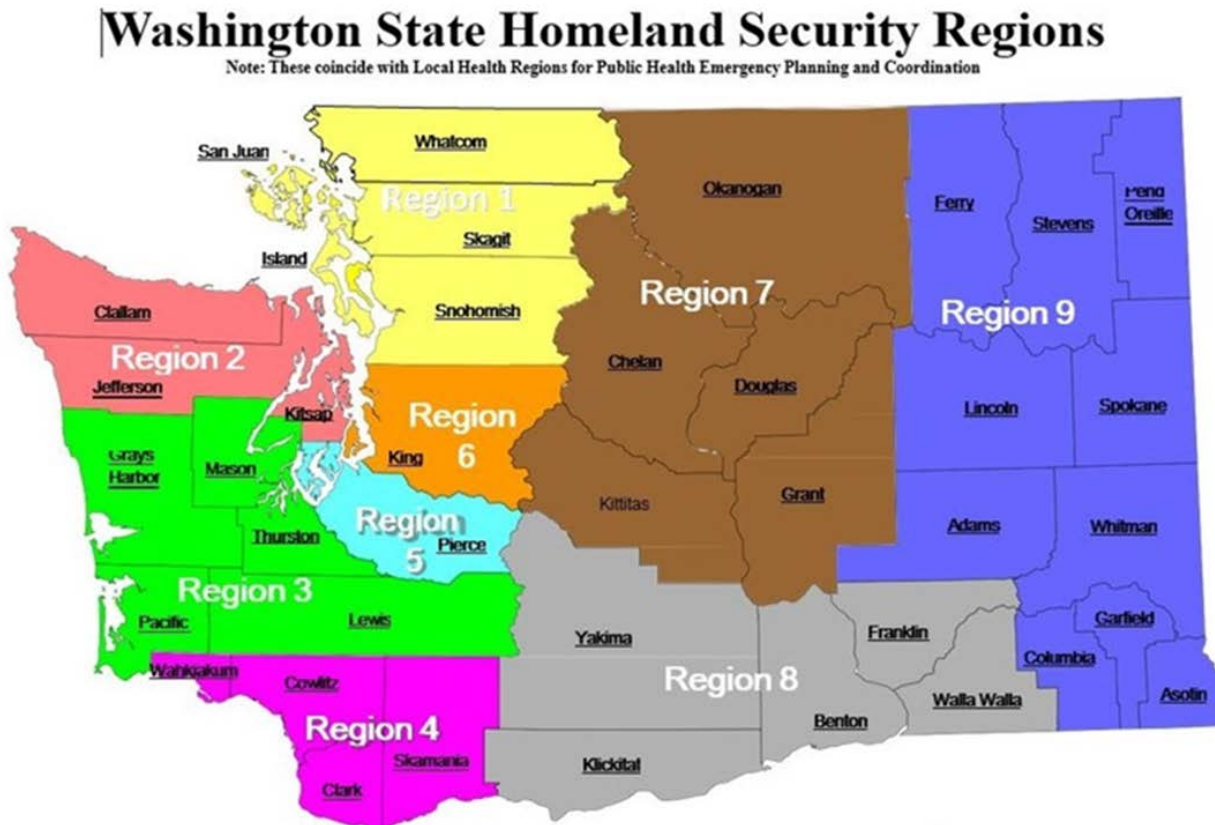 Washington State Homeland Security Regions
Note: These coincide with Local Health Regions for Public Health Emergency Planning and Coordination
Whatcom
San Juan
Okanogan
Region 1
Ferry
Stevens
Pend
Oreille
Skagit
Island
Region 7
Snohomish
Region 9
Clallam
Region 2
Chelan
Jefferson
Douglas
Kitsap
Region
6
Lincoln
Spokane
King
Grays
Harbor
Mason
Kittitas
Grant
Region
5
Pierce
Thurston
Adams
Whitman
Region 3
Pacific
Lewis
Yakima
Franklin
Garfield
Columbia
Wahkiakum
Cowlitz
Region 8
Walla Walla
Asotin
Region 4
Benton
Skamania
Klickitat
Clark